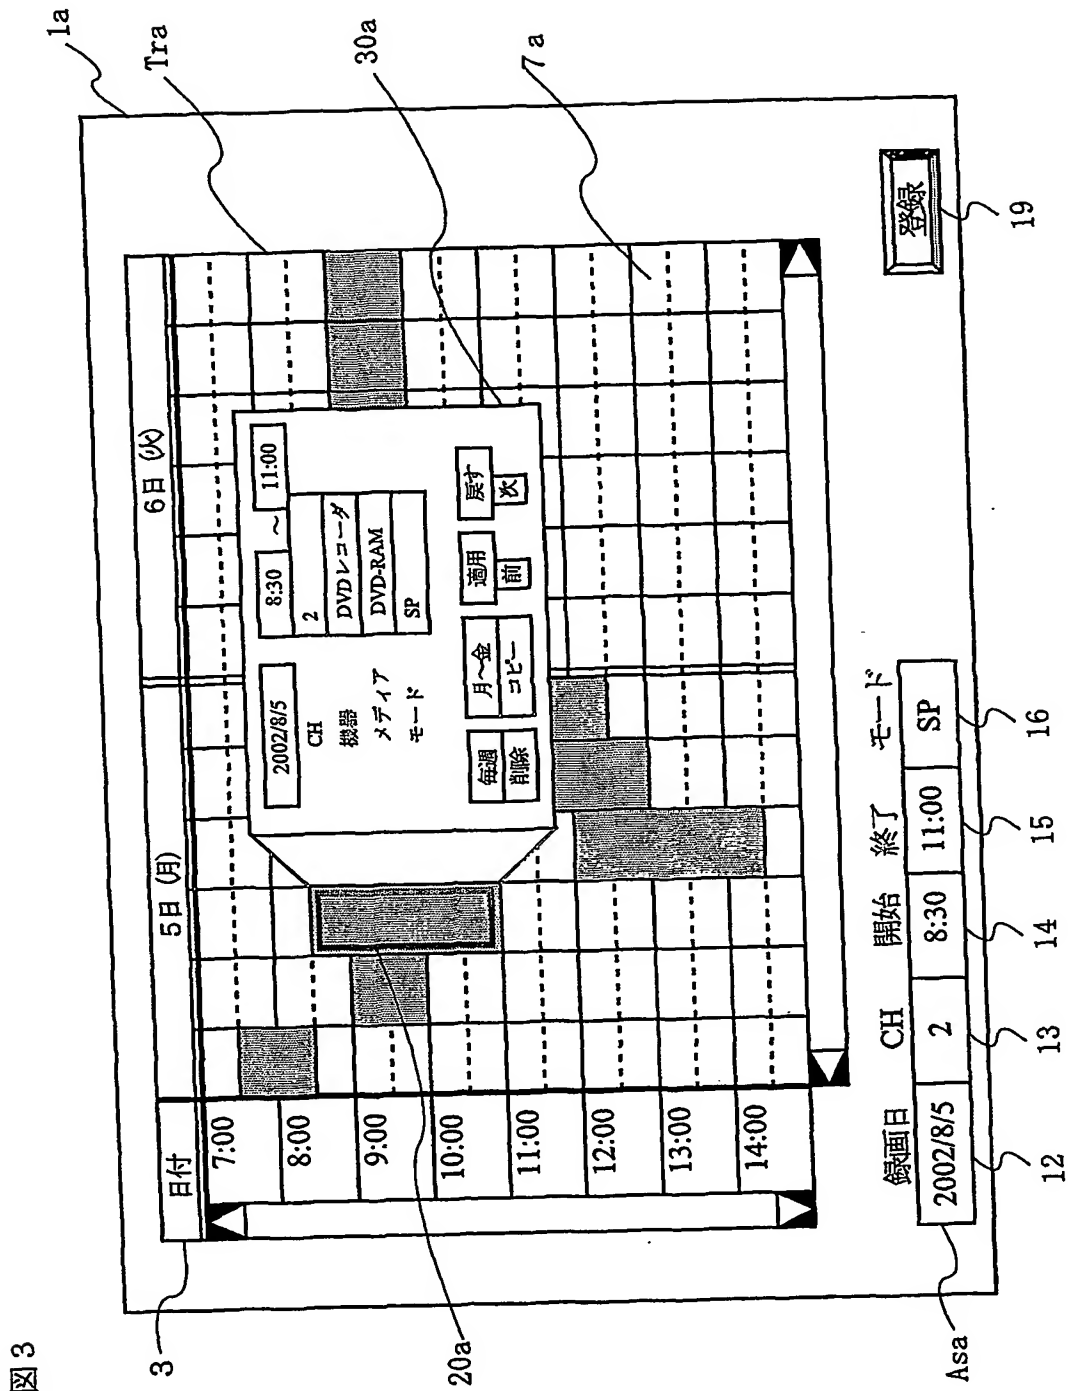 図3
1a
Tra
30a
7a
3
20a
Asa
日付
5日 (月)
6日 (火)
7:00
8:00
9:00
10:00
11:00
12:00
13:00
14:00
2002/8/5
8:30 ～ 11:00
CH 2
機器 DVDレコーダ
メディア DVD-RAM
モード SP
毎週 月～金 適用 戻す
削除 コピー 前 次
録画日 CH 開始 終了 モード
2002/8/5 2 8:30 11:00 SP
12 13 14 15 16
登録
19